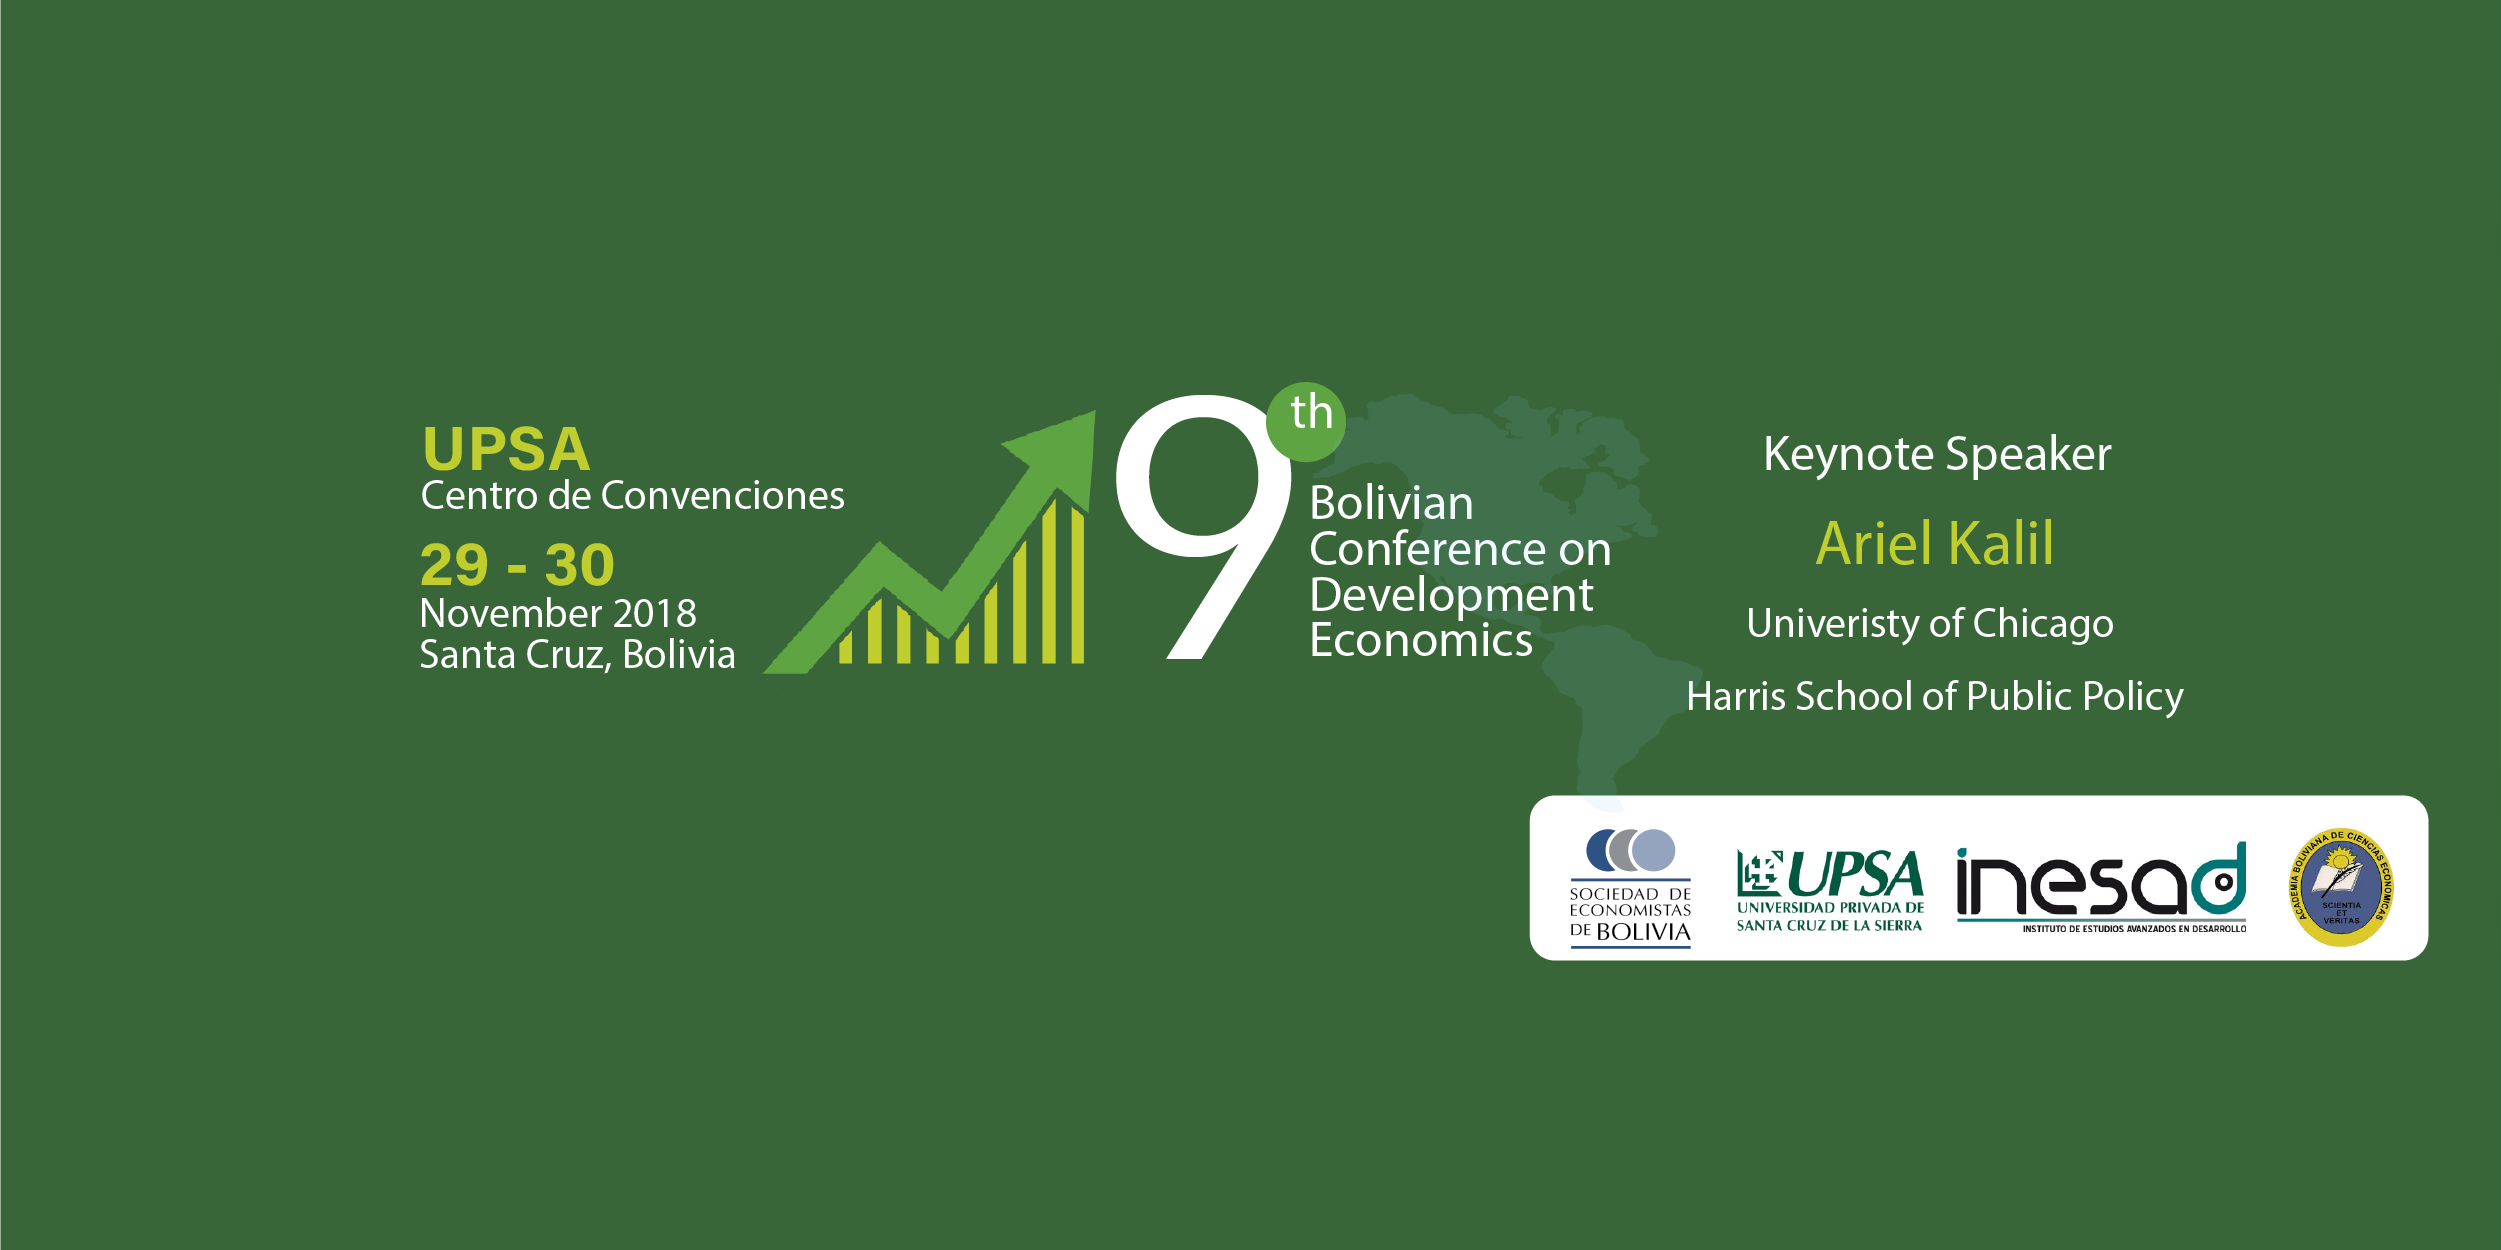 UPSA
Centro de Convenciones
29 - 30
November 2018
Santa Cruz, Bolivia
9th
Bolivian
Conference on
Development
Economics
Keynote Speaker
Ariel Kalil
Univeristy of Chicago
Harris School of Public Policy
SOCIEDAD DE
ECONOMISTAS
DE BOLIVIA
UPSA
UNIVERSIDAD PRIVADA DE
SANTA CRUZ DE LA SIERRA
inesad
INSTITUTO DE ESTUDIOS AVANZADOS EN DESARROLLO
ACADEMIA BOLIVIANA DE CIENCIAS ECONOMICAS
SCIENTIA
ET
VERITAS